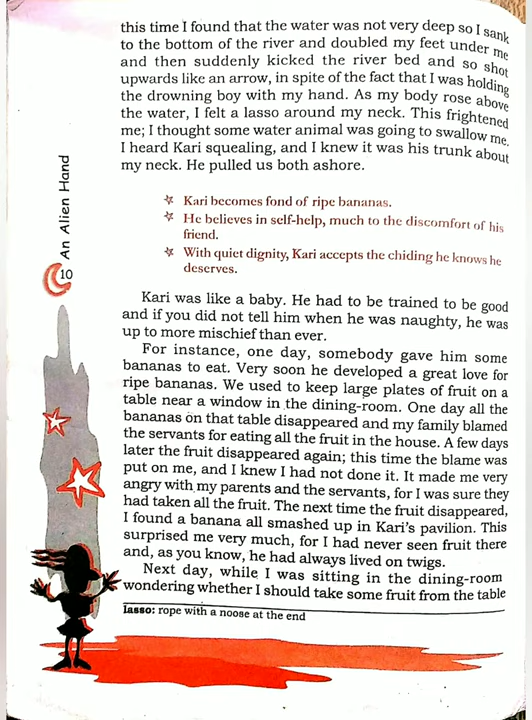 this time I found that the water was not very deep so I sank
to the bottom of the river and doubled my feet under me
and then suddenly kicked the river bed and so shot
upwards like an arrow, in spite of the fact that I was holding
the drowning boy with my hand. As my body rose above
the water, I felt a lasso around my neck. This frightened
me; I thought some water animal was going to swallow me.
I heard Kari squealing, and I knew it was his trunk about
my neck. He pulled us both ashore.
Kari becomes fond of ripe bananas.
He believes in self-help, much to the discomfort of his
friend.
With quiet dignity, Kari accepts the chiding he knows he
deserves.
An Alien Hand
10
Kari was like a baby. He had to be trained to be good
and if you did not tell him when he was naughty, he was
up to more mischief than ever.
For instance, one day, somebody gave him some
bananas to eat. Very soon he developed a great love for
ripe bananas. We used to keep large plates of fruit on a
table near a window in the dining-room. One day all the
bananas on that table disappeared and my family blamed
the servants for eating all the fruit in the house. A few days
later the fruit disappeared again; this time the blame was
put on me, and I knew I had not done it. It made me very
angry with my parents and the servants, for I was sure they
had taken all the fruit. The next time the fruit disappeared,
I found a banana all smashed up in Kari's pavilion. This
surprised me very much, for I had never seen fruit there
and, as you know, he had always lived on twigs.
Next day, while I was sitting in the dining-room
wondering whether I should take some fruit from the table
lasso: rope with a noose at the end